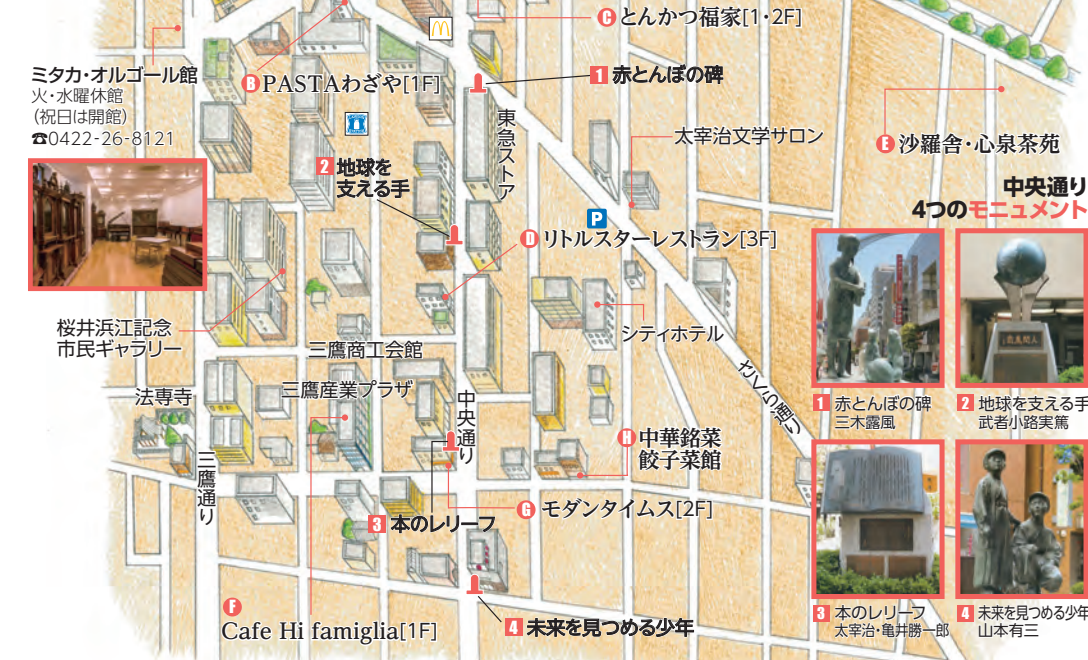 C とんかつ福家[1・2F]
ミタカ・オルゴール館
火・水曜休館
(祝日は開館)
☎0422-26-8121
B PASTAわざや[1F]
1 赤とんぼの碑
東急ストア
太宰治文学サロン
E 沙羅舎・心泉茶苑
2 地球を
支える手
P
D リトルスターレストラン[3F]
中央通り
4つのモニュメント
桜井浜江記念
市民ギャラリー
三鷹商工会館
シティホテル
法専寺
三鷹産業プラザ
中央通り
さくら通り
三鷹通り
H 中華銘菜
餃子菜館
G モダンタイムス[2F]
3 本のレリーフ
F
Cafe Hi famiglia[1F]
4 未来を見つめる少年
1 赤とんぼの碑
三木露風
2 地球を支える手
武者小路実篤
3 本のレリーフ
太宰治・亀井勝一郎
4 未来を見つめる少年
山本有三